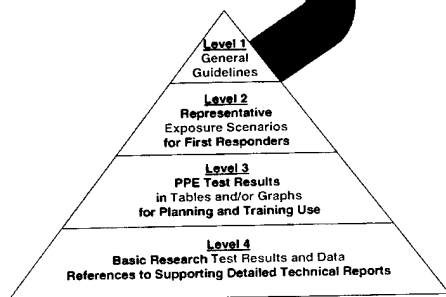 Level 1
General
Guidelines
Level 2
Representative
Exposure Scenarios
for First Responders
Level 3
PPE Test Results
in Tables and/or Graphs
for Planning and Training Use
Level 4
Basic Research Test Results and Data
References to Supporting Detailed Technical Reports